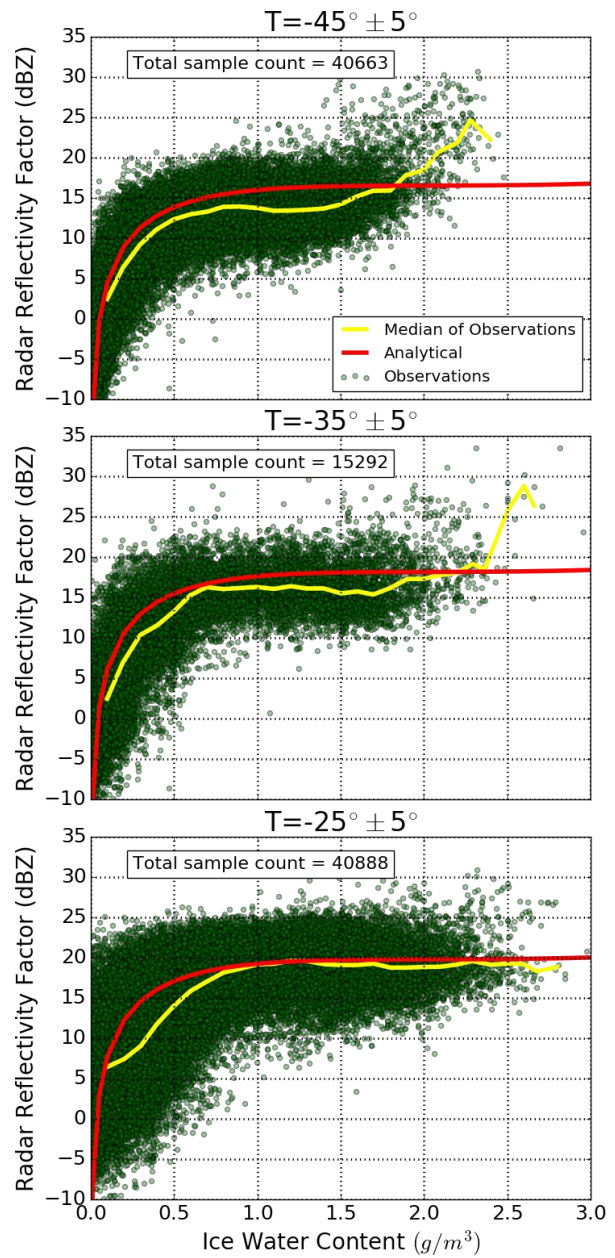 T=-45° ± 5°
35
30
25
20
15
10
5
0
−5
−10
Radar Reflectivity Factor (dBZ)
Total sample count = 40663
Median of Observations
Analytical
Observations
T=-35° ± 5°
35
30
25
20
15
10
5
0
−5
−10
Radar Reflectivity Factor (dBZ)
Total sample count = 15292
T=-25° ± 5°
35
30
25
20
15
10
5
0
−5
−10
Radar Reflectivity Factor (dBZ)
Total sample count = 40888
0.0 0.5 1.0 1.5 2.0 2.5 3.0
Ice Water Content (g/m³)